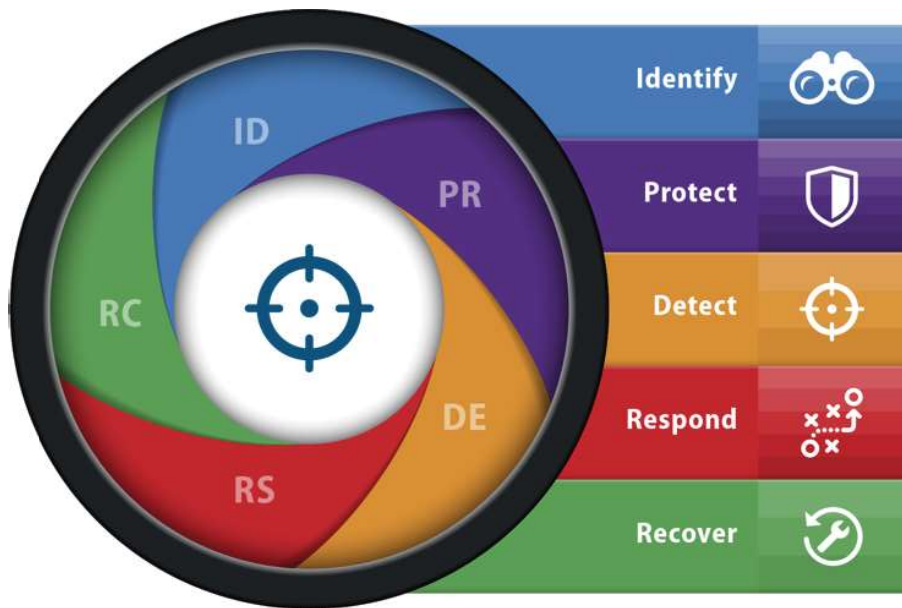 ID
PR
DE
RS
RC
Identify
Protect
Detect
Respond
Recover